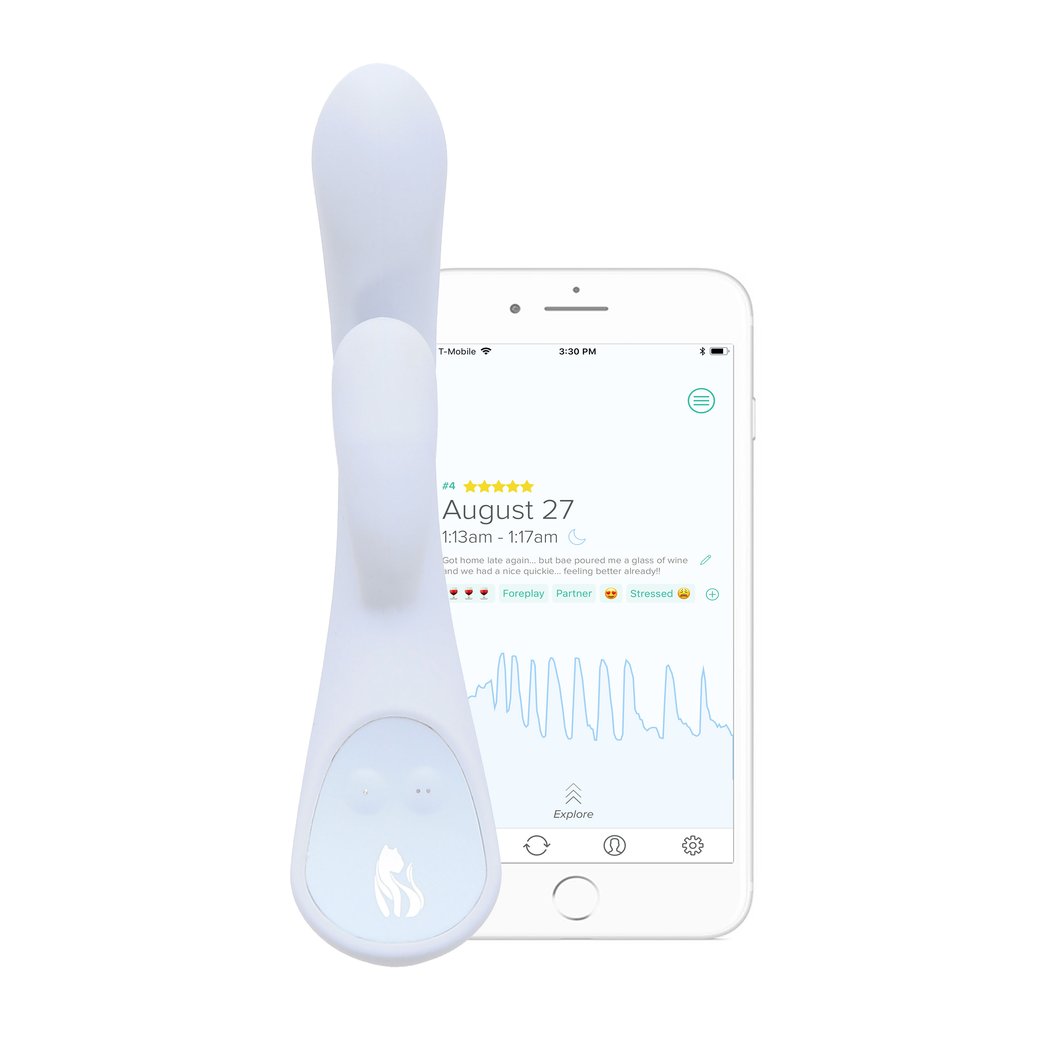 T-Mobile 3:30 PM
#4
August 27
1:13am - 1:17am
Got home late again... but bae poured me a glass of wine
and we had a nice quickie... feeling better already!!
Foreplay Partner Stressed
Explore